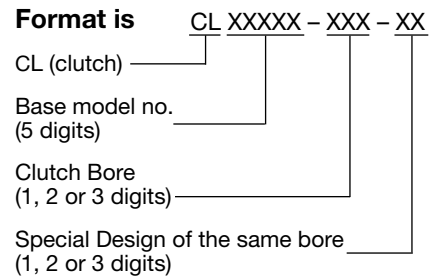 Format is CL XXXXX – XXX – XX
CL (clutch)
Base model no.
(5 digits)
Clutch Bore
(1, 2 or 3 digits)
Special Design of the same bore
(1, 2 or 3 digits)